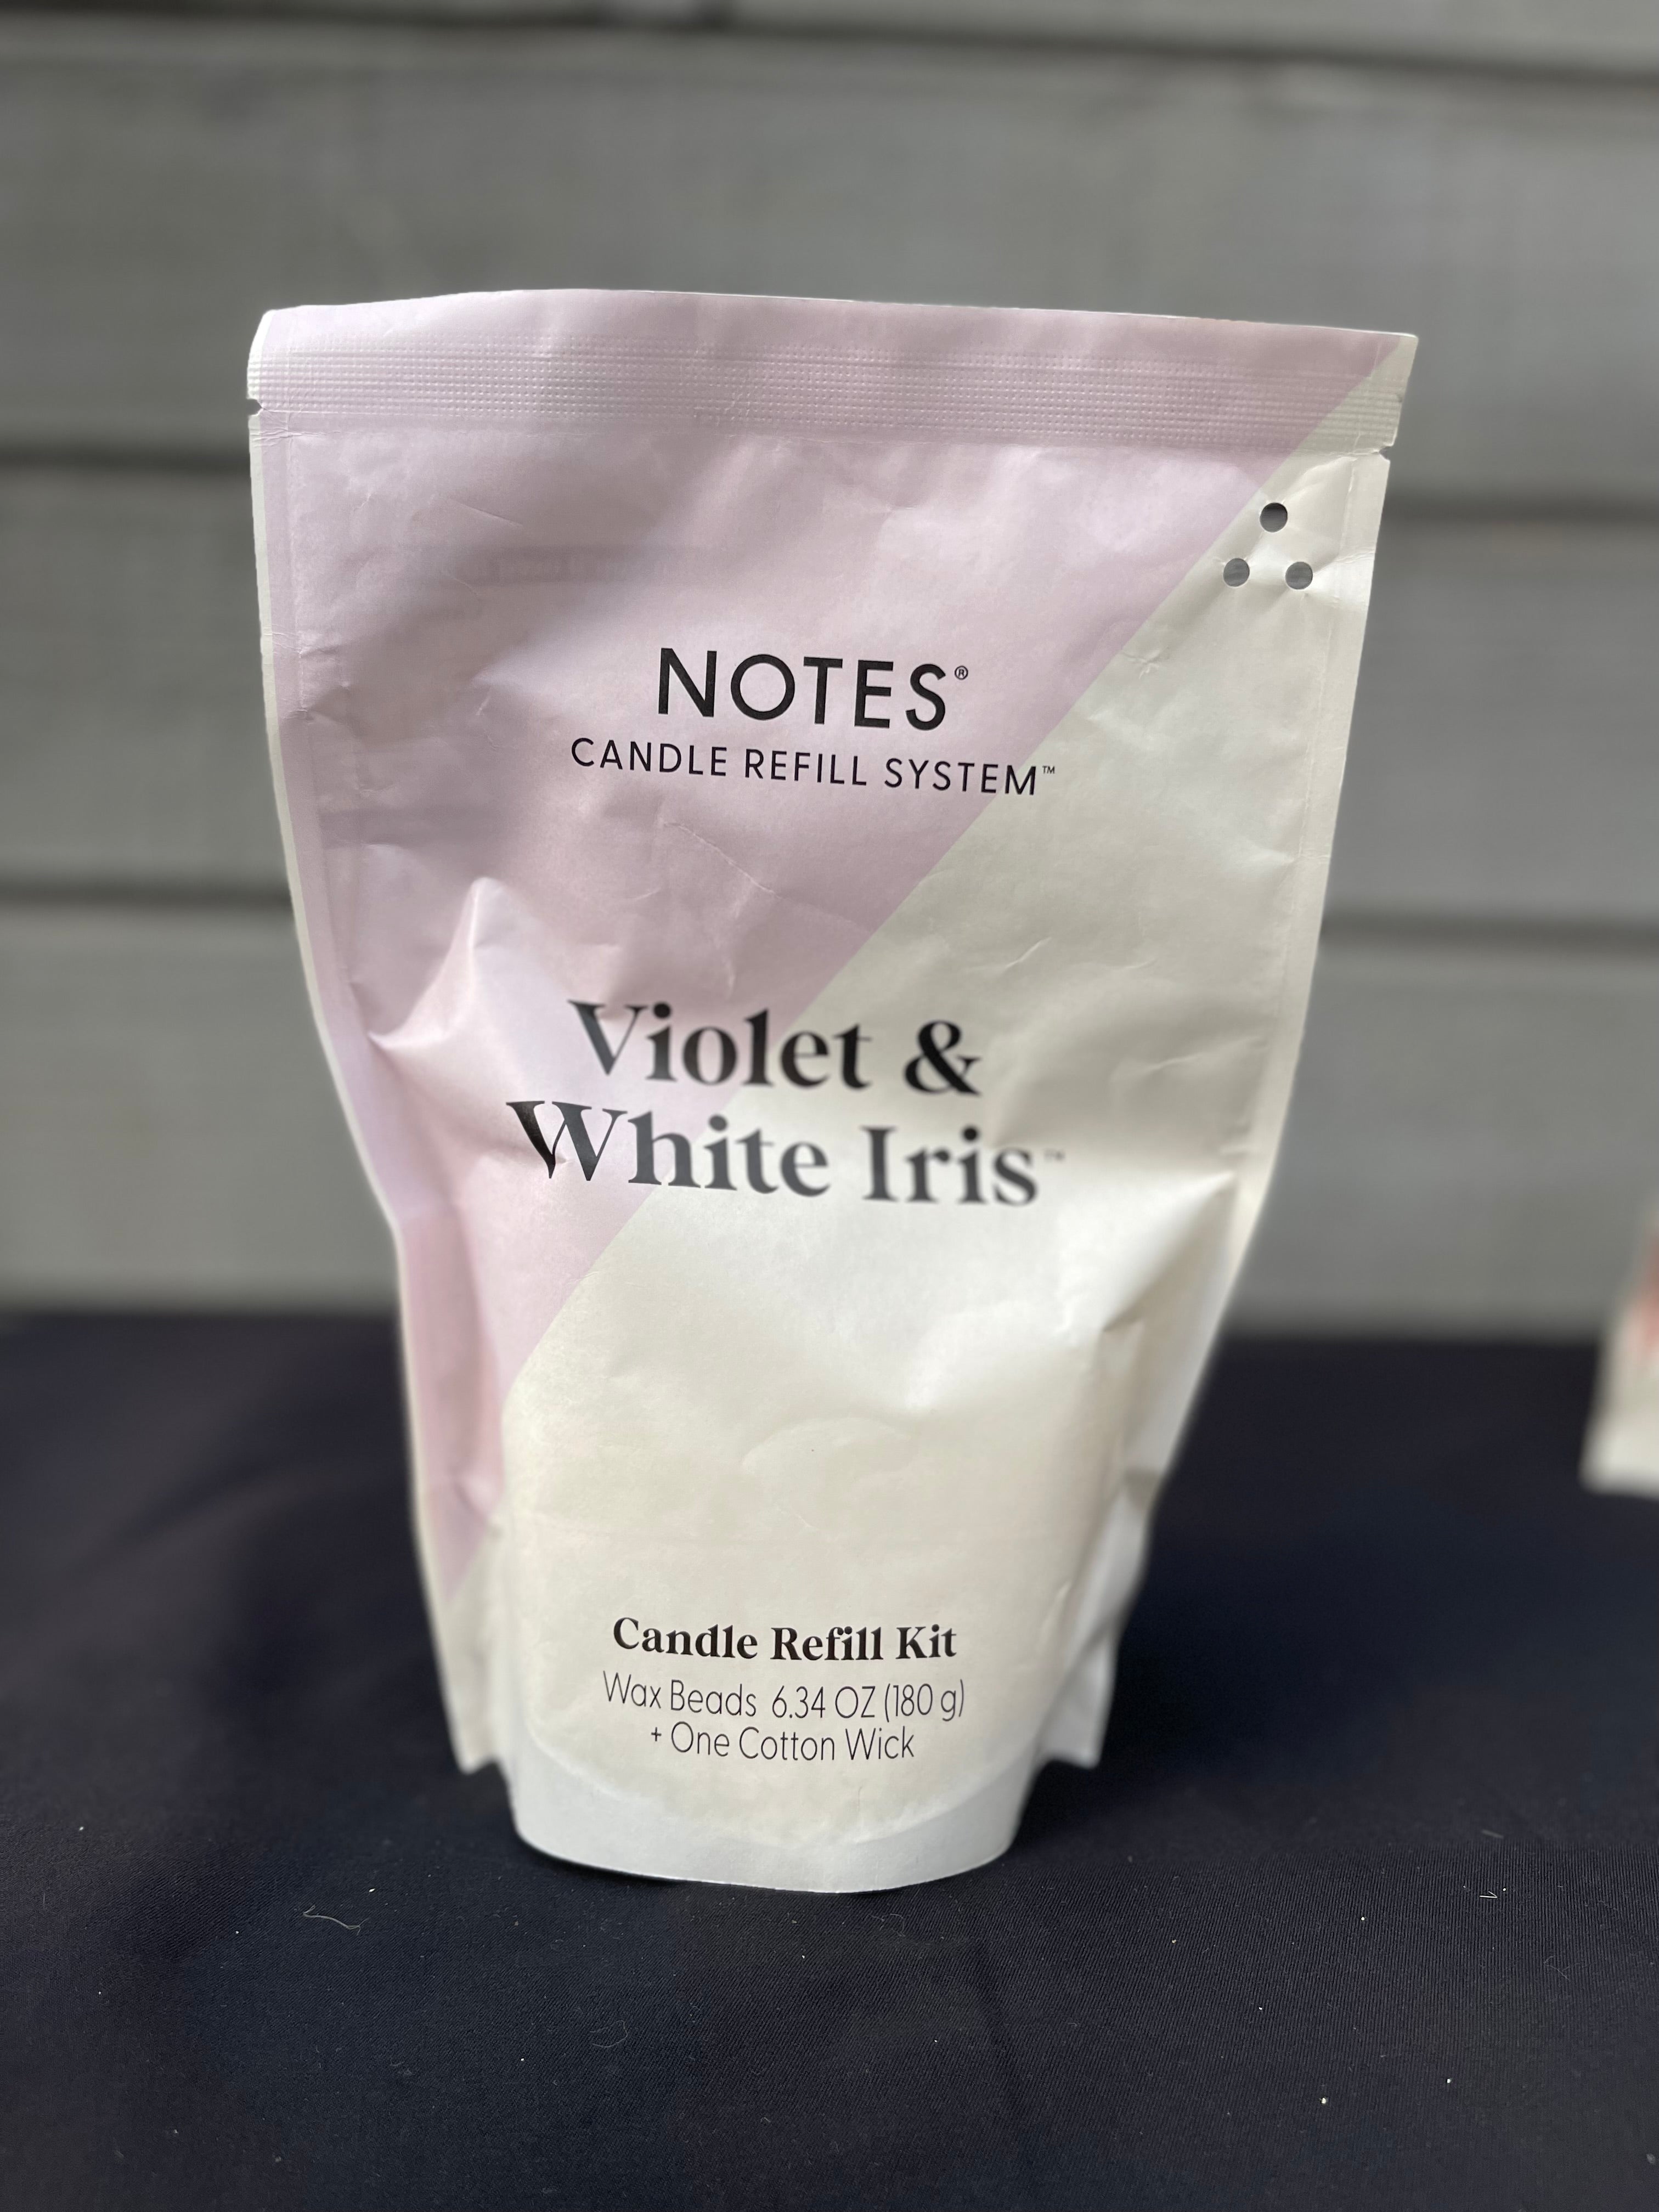 NOTES®
CANDLE REFILL SYSTEM™
Violet &
White Iris™
Candle Refill Kit
Wax Beads 6.34 OZ (180 g)
+ One Cotton Wick